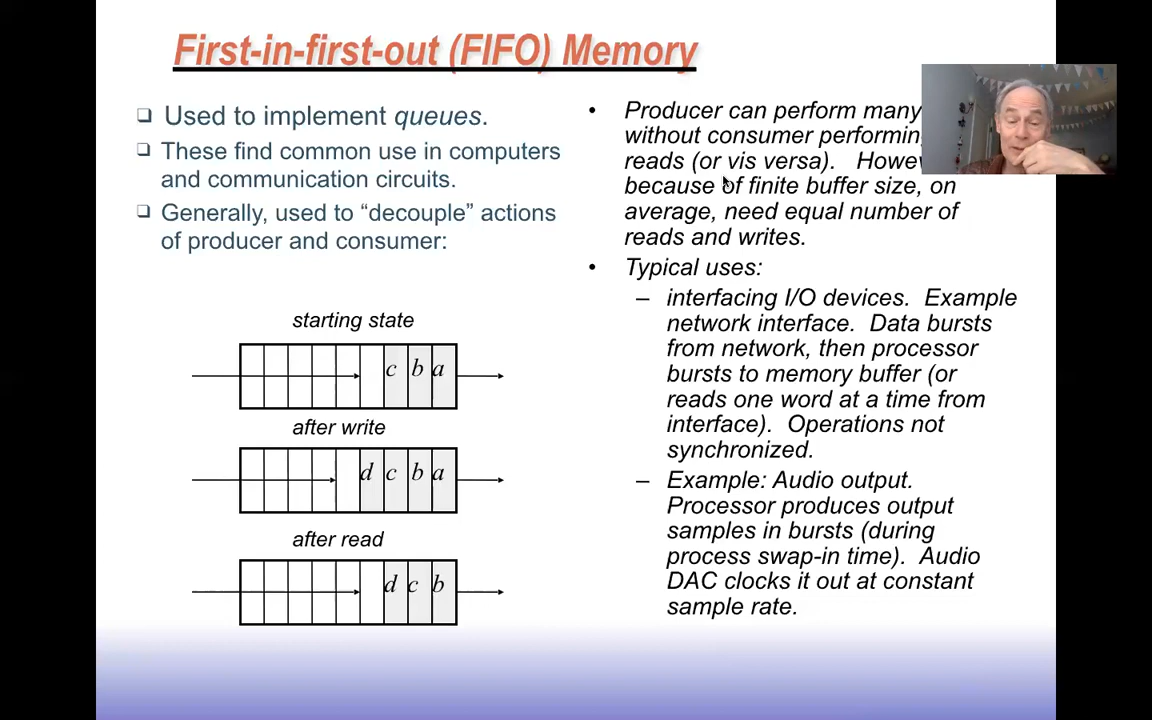 First-in-first-out (FIFO) Memory
❑ Used to implement queues.
❑ These find common use in computers
and communication circuits.
❑ Generally, used to “decouple” actions
of producer and consumer:
starting state
c b a
after write
d c b a
after read
d c b
• Producer can perform many
without consumer performin
reads (or vis versa). Howev
because of finite buffer size, on
average, need equal number of
reads and writes.
• Typical uses:
– interfacing I/O devices. Example
network interface. Data bursts
from network, then processor
bursts to memory buffer (or
reads one word at a time from
interface). Operations not
synchronized.
– Example: Audio output.
Processor produces output
samples in bursts (during
process swap-in time). Audio
DAC clocks it out at constant
sample rate.